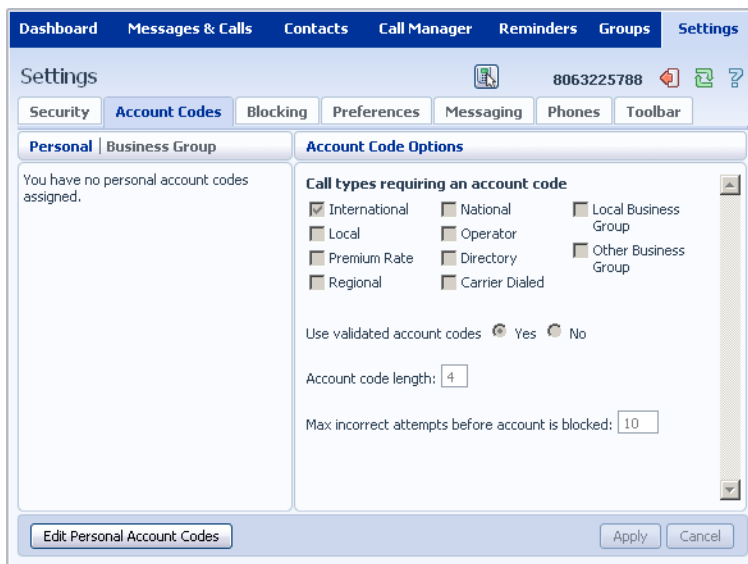 Dashboard Messages & Calls Contacts Call Manager Reminders Groups Settings
Settings 8063225788
Security Account Codes Blocking Preferences Messaging Phones Toolbar
Personal | Business Group
You have no personal account codes
assigned.
Account Code Options
Call types requiring an account code
International National Local Business
Group
Local Operator
Premium Rate Directory Other Business
Group
Regional Carrier Dialed
Use validated account codes Yes No
Account code length: 4
Max incorrect attempts before account is blocked: 10
Edit Personal Account Codes Apply Cancel